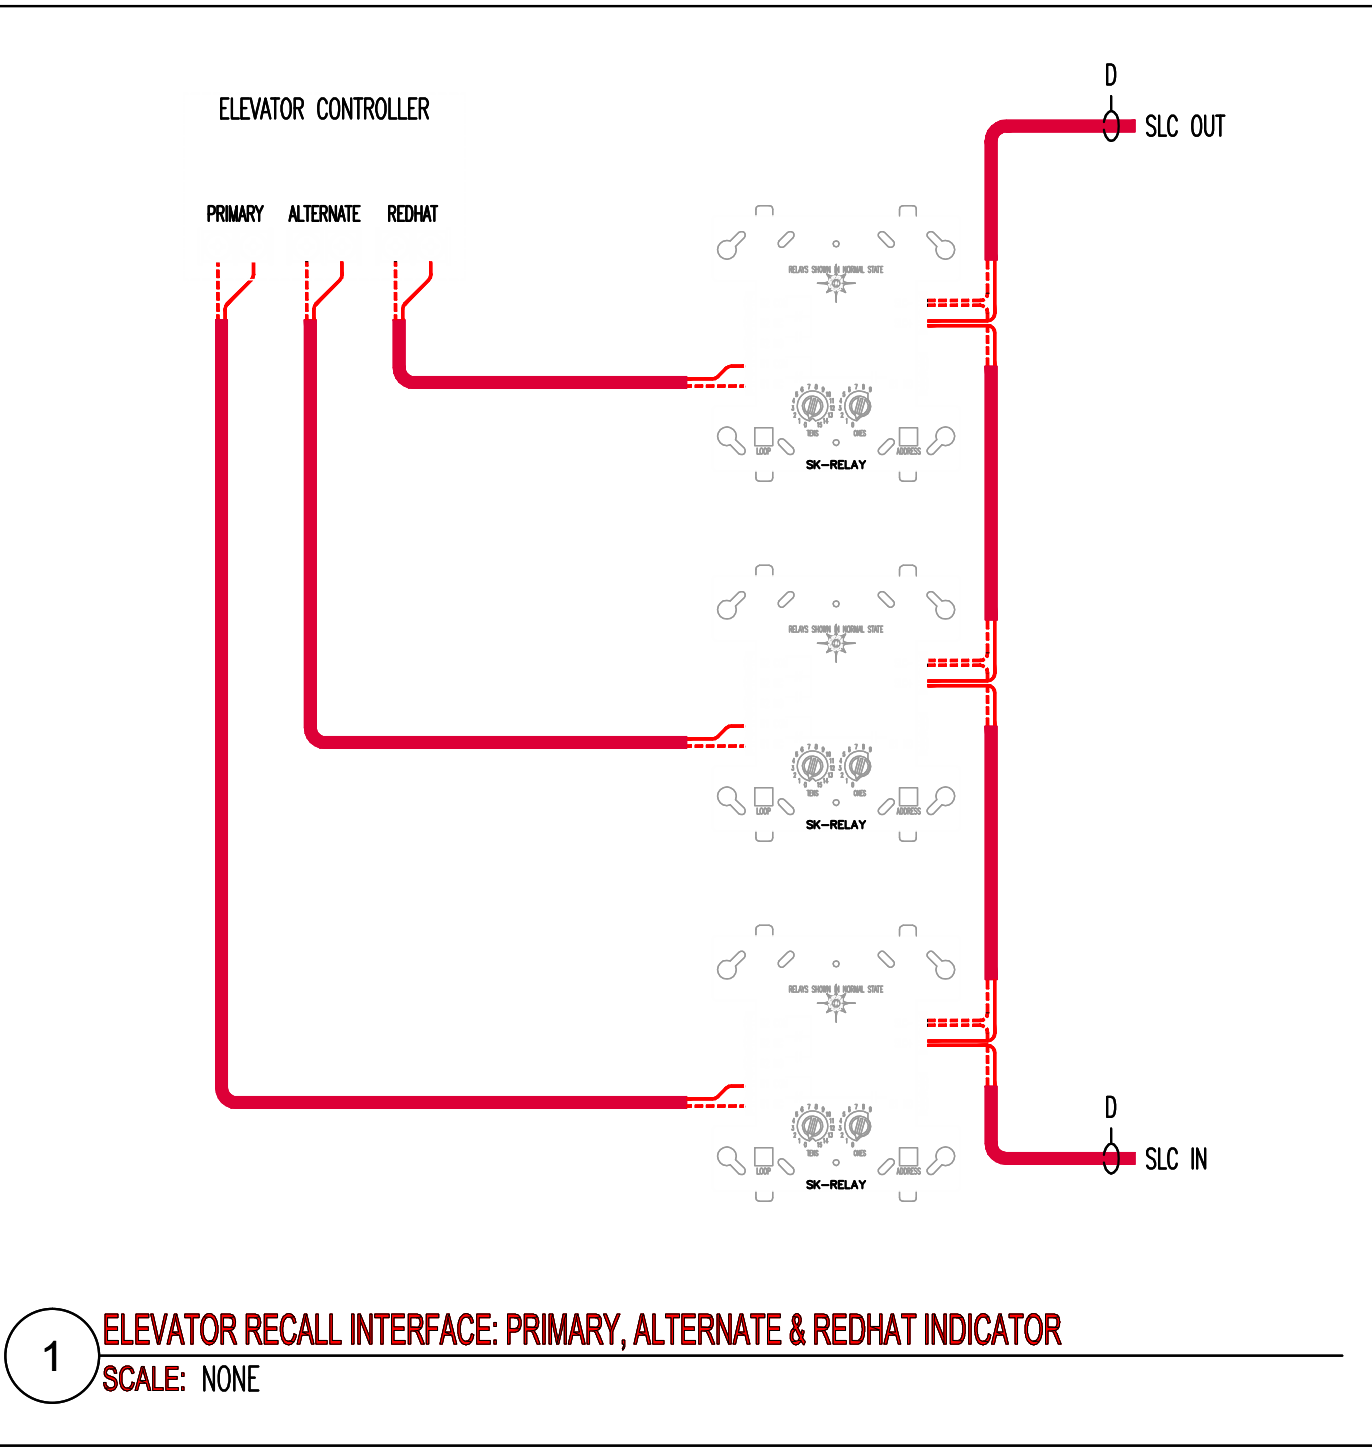 D
SLC OUT
ELEVATOR CONTROLLER
PRIMARY ALTERNATE REDHAT
RELAYS SHOWN IN NORMAL STATE
TENS ONES
LOOP ADDRESS
SK-RELAY
RELAYS SHOWN IN NORMAL STATE
TENS ONES
LOOP ADDRESS
SK-RELAY
RELAYS SHOWN IN NORMAL STATE
TENS ONES
LOOP ADDRESS
SK-RELAY
D
SLC IN
1
ELEVATOR RECALL INTERFACE: PRIMARY, ALTERNATE & REDHAT INDICATOR
SCALE: NONE